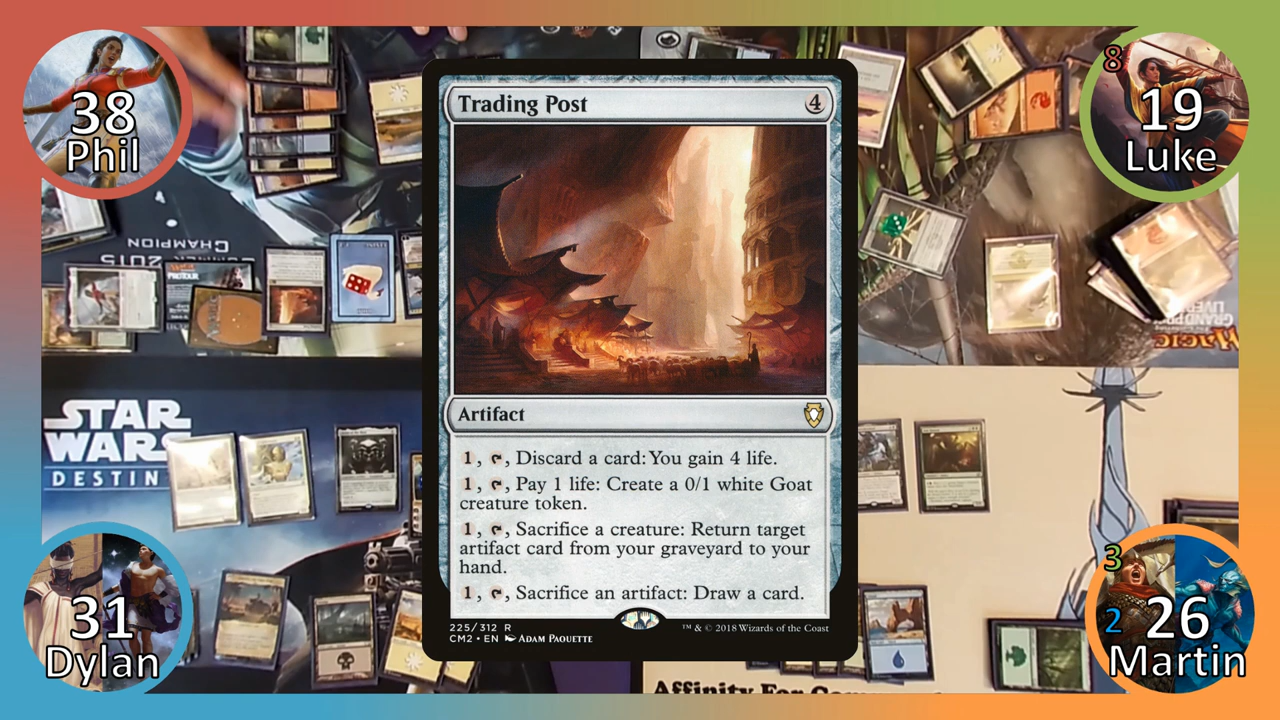 38
Phil
8
19
Luke
Trading Post
4
CHAMPION
2015
Artifact
1, , Discard a card: You gain 4 life.
1, , Pay 1 life: Create a 0/1 white Goat
creature token.
1, , Sacrifice a creature: Return target
artifact card from your graveyard to your
hand.
1, , Sacrifice an artifact: Draw a card.
225/312 R
CM2 • EN ADAM PAQUETTE
™ & © 2018 Wizards of the Coast
STAR
WARS
DESTIN
31
Dylan
3
2
26
Martin
Affinity For